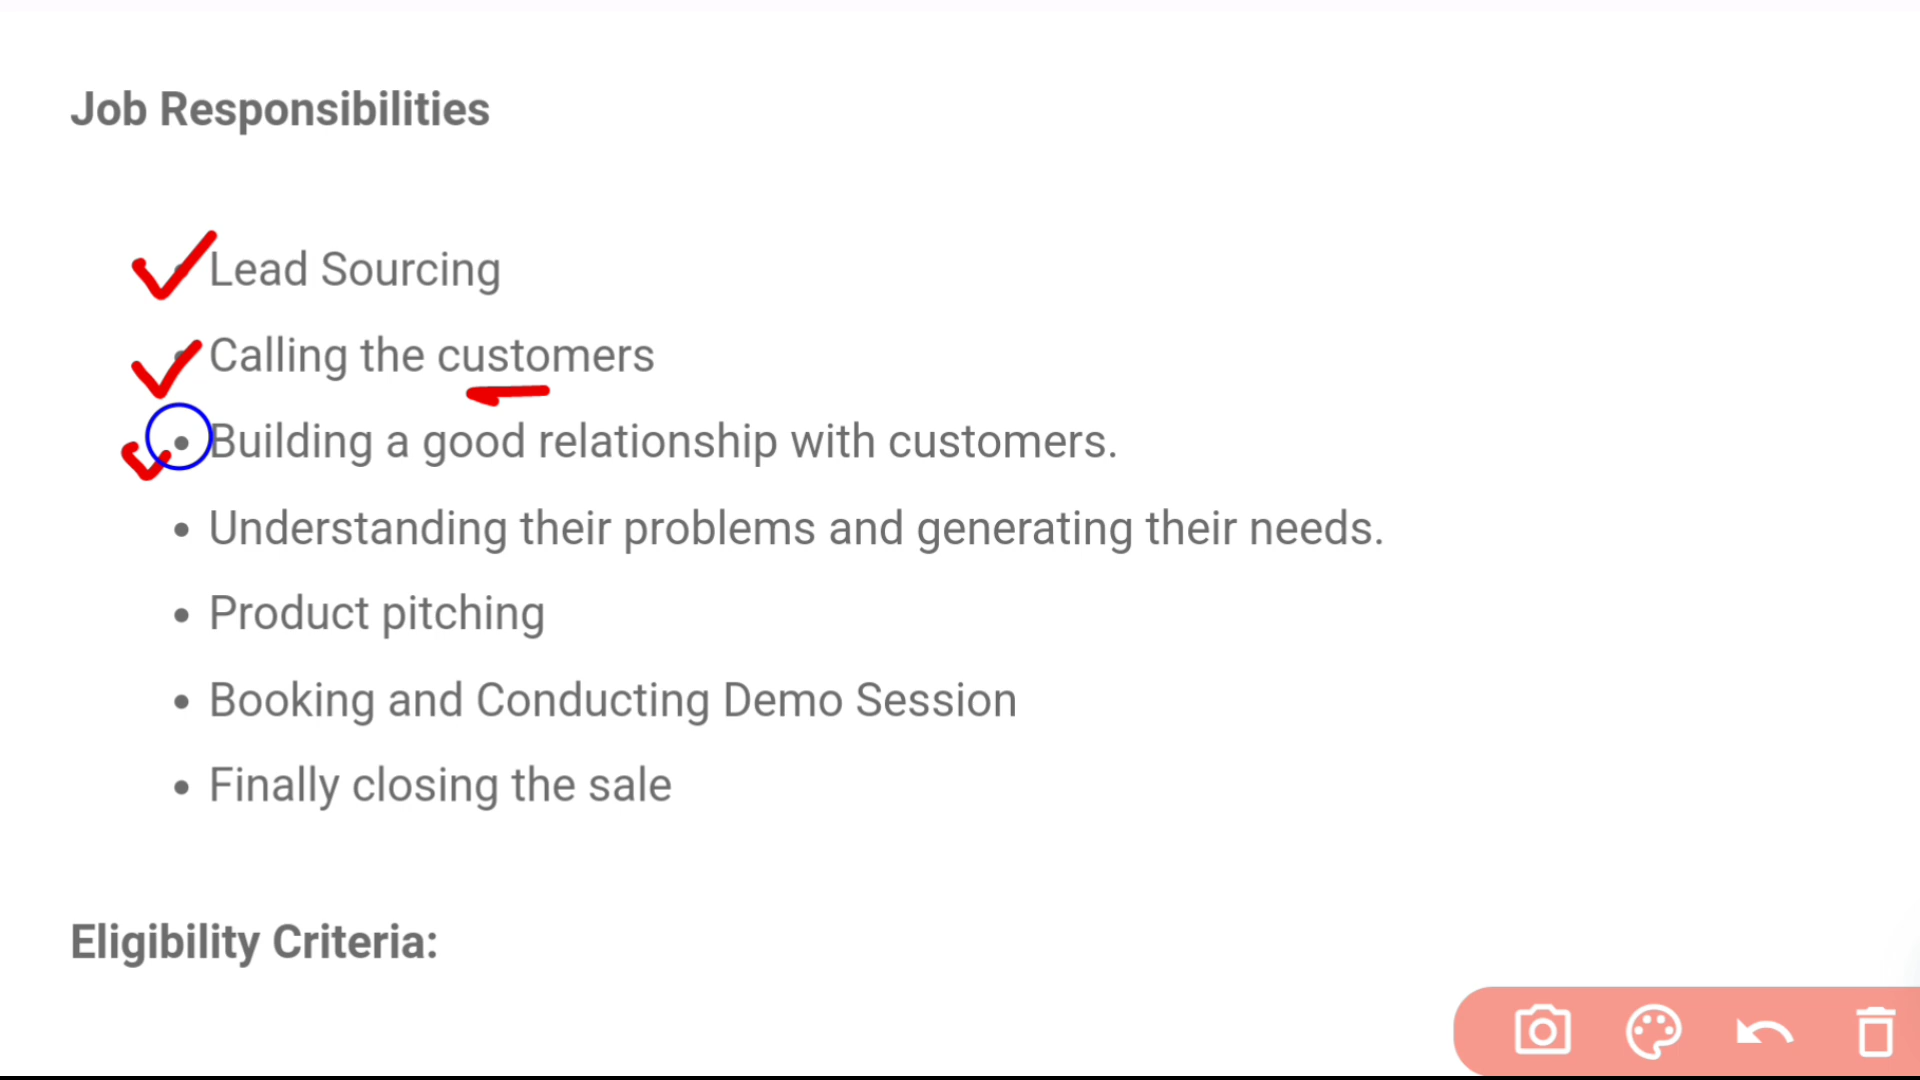 Job Responsibilities
Lead Sourcing
Calling the customers
Building a good relationship with customers.
Understanding their problems and generating their needs.
Product pitching
Booking and Conducting Demo Session
Finally closing the sale
Eligibility Criteria: